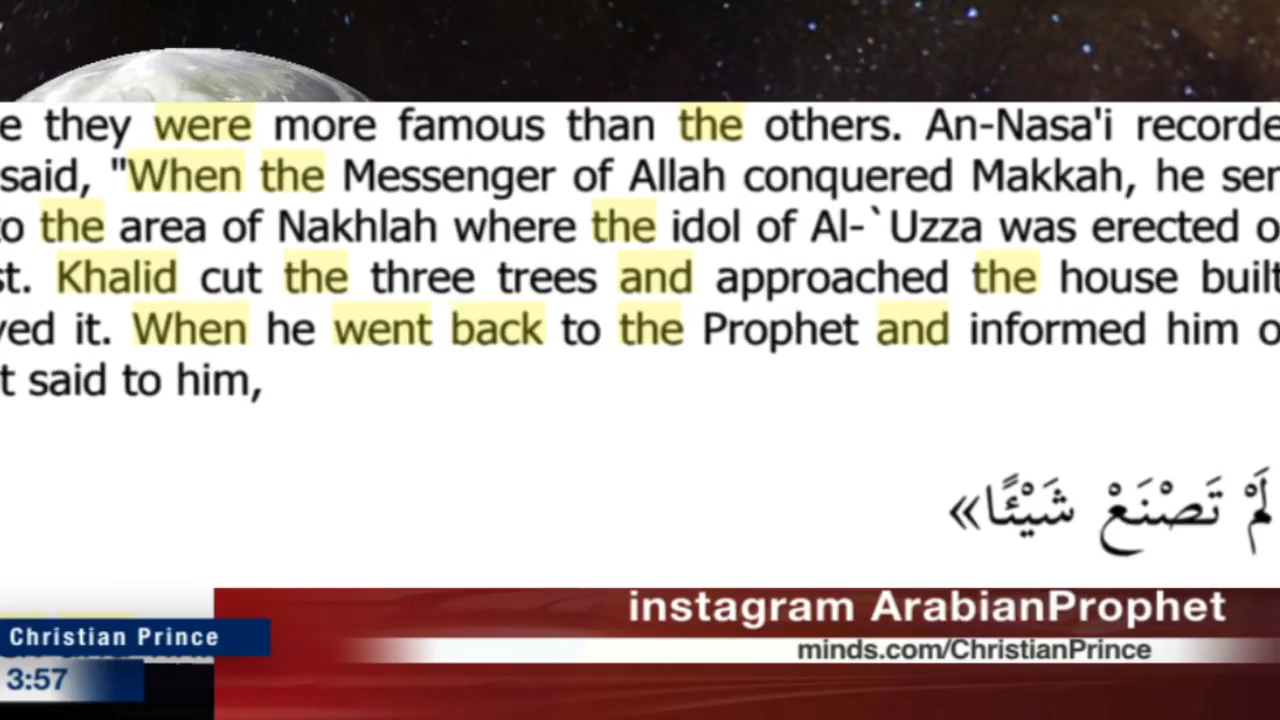 e they were more famous than the others. An-Nasa'i recorde
said, "When the Messenger of Allah conquered Makkah, he sen
to the area of Nakhlah where the idol of Al-`Uzza was erected o
st. Khalid cut the three trees and approached the house built
yed it. When he went back to the Prophet and informed him o
t said to him,
لَمْ تَصْنَعْ شَيْئًا»
instagram ArabianProphet
Christian Prince
minds.com/ChristianPrince
3:57